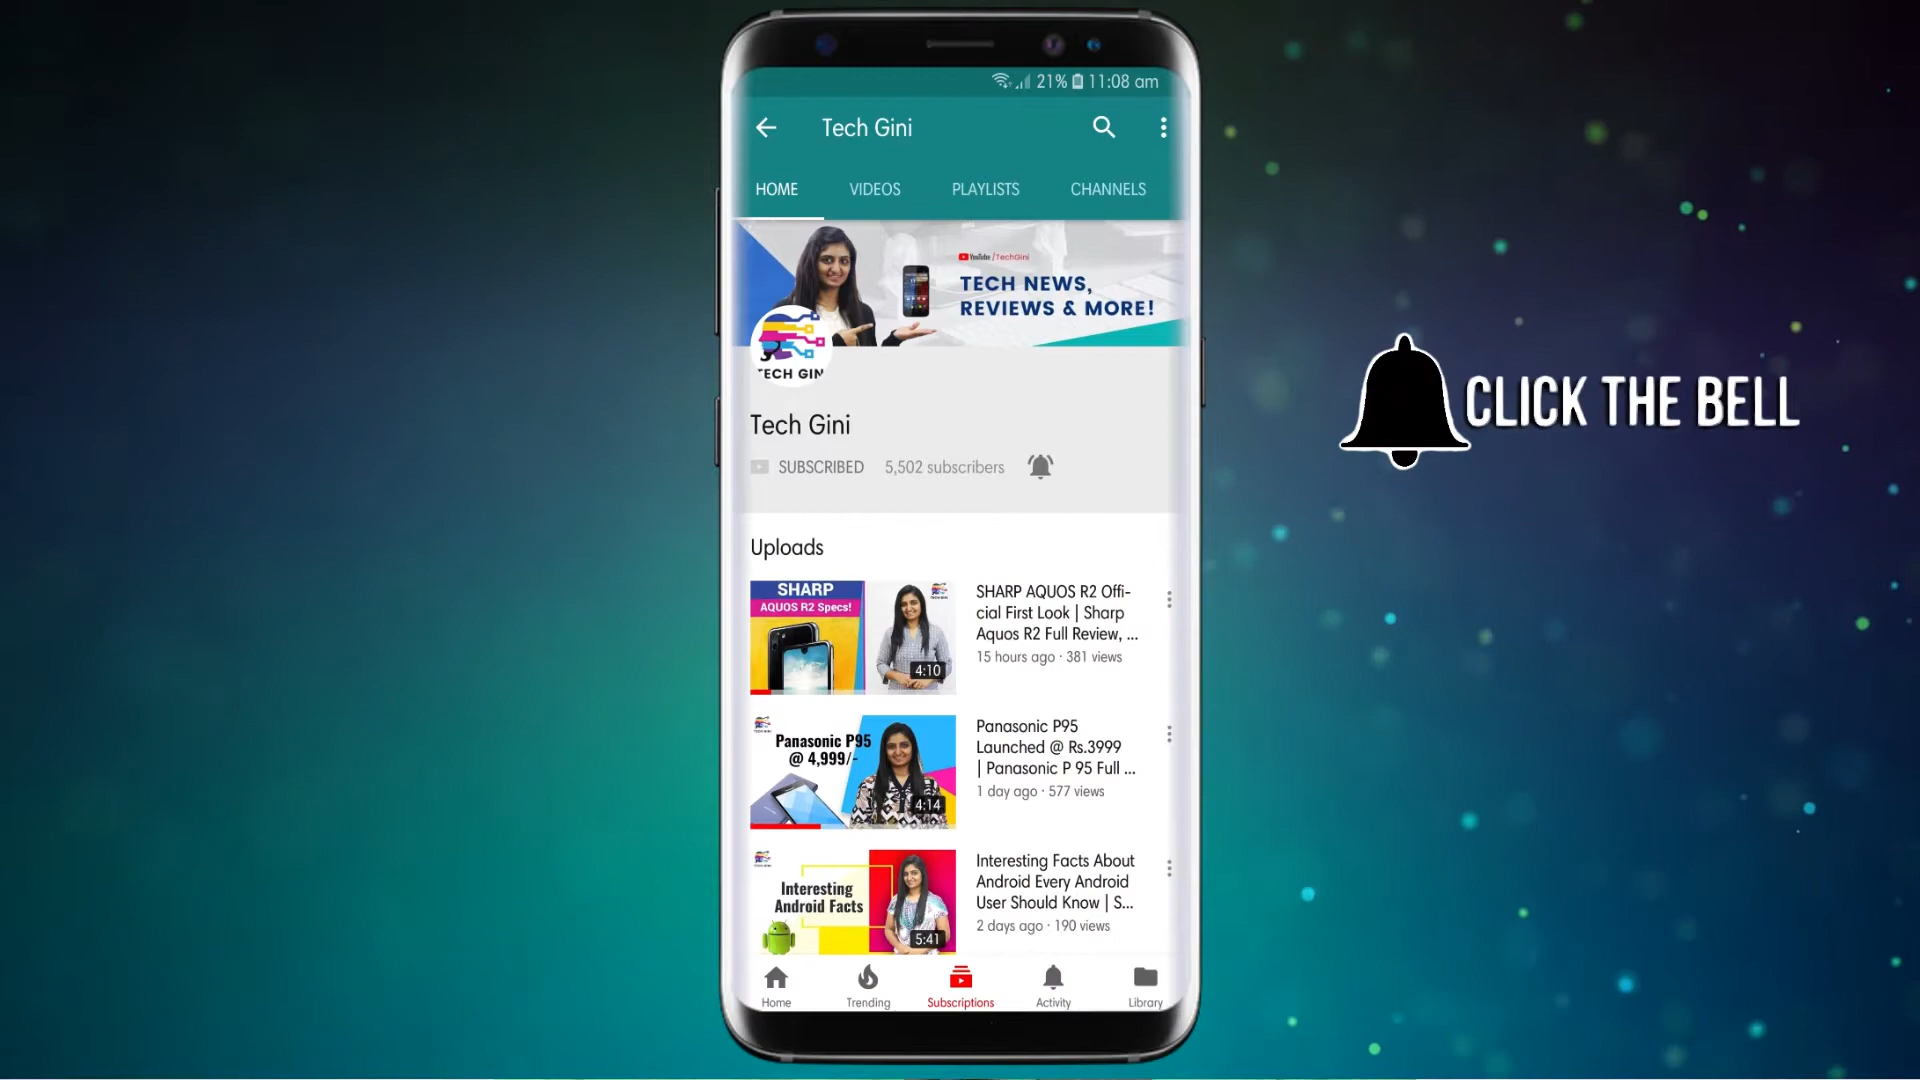 21% 11:08 am
Tech Gini
HOME VIDEOS PLAYLISTS CHANNELS
YouTube /TechGini
TECH NEWS,
REVIEWS & MORE!
TECH GIN
Tech Gini
SUBSCRIBED 5,502 subscribers
CLICK THE BELL
Uploads
SHARP
AQUOS R2 Specs!
4:10
SHARP AQUOS R2 Offi-
cial First Look | Sharp
Aquos R2 Full Review, ...
15 hours ago · 381 views
Panasonic P95
@ 4,999/-
4:14
Panasonic P95
Launched @ Rs.3999
| Panasonic P 95 Full ...
1 day ago · 577 views
Interesting
Android Facts
5:41
Interesting Facts About
Android Every Android
User Should Know | S...
2 days ago · 190 views
Home Trending Subscriptions Activity Library